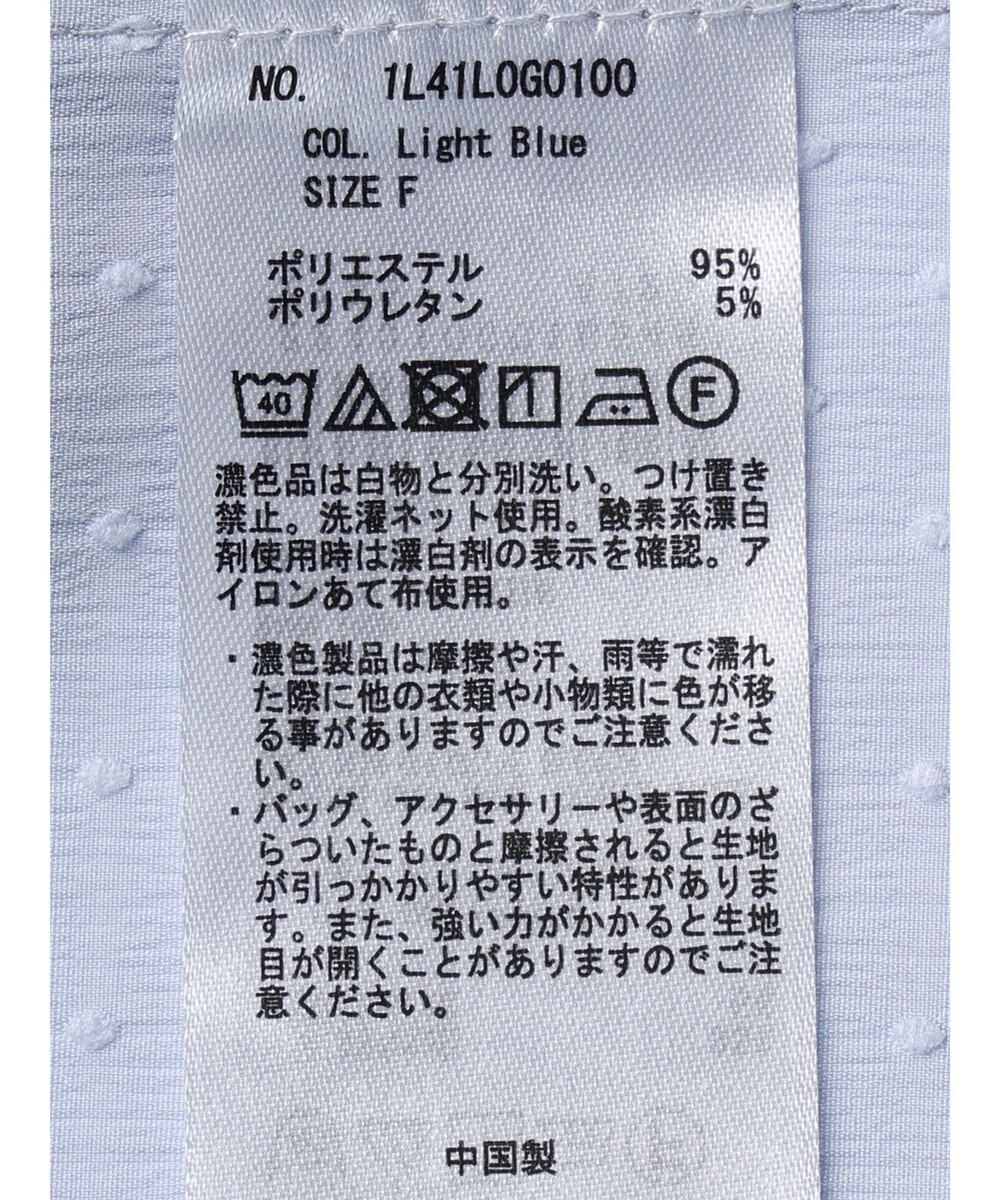 NO. 1L41L0G0100
COL. Light Blue
SIZE F
ポリエステル 95%
ポリウレタン 5%
40 F
濃色品は白物と分別洗い。つけ置き
禁止。洗濯ネット使用。酸素系漂白
剤使用時は漂白剤の表示を確認。ア
イロンあて布使用。
・濃色製品は摩擦や汗、雨等で濡れ
た際に他の衣類や小物類に色が移
る事がありますのでご注意くださ
い。
・バッグ、アクセサリーや表面のざ
らついたものと摩擦されると生地
が引っかかりやすい特性がありま
す。また、強い力がかかると生地
目が開くことがありますのでご注
意ください。
中国製